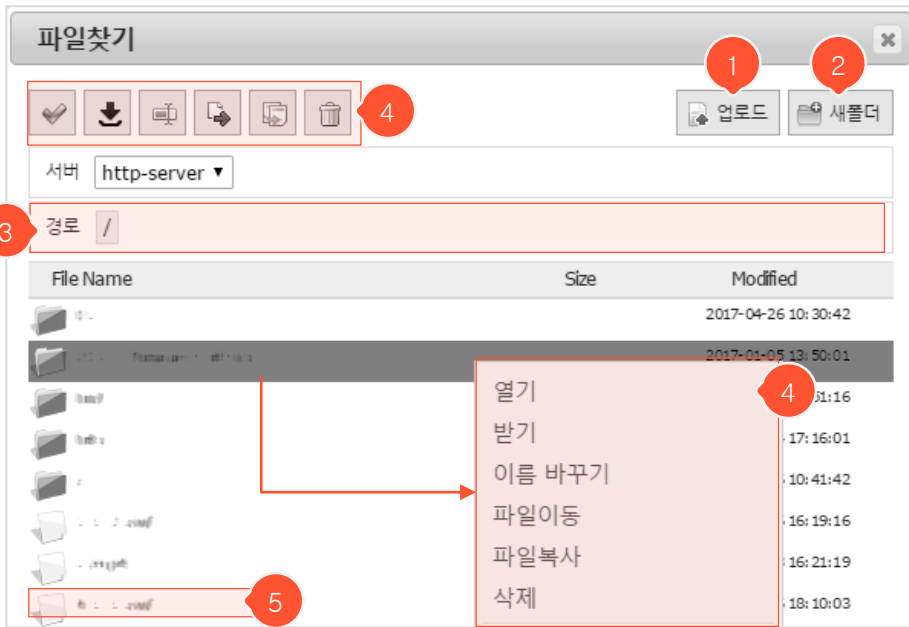 파일찾기
1
2
4
업로드
새폴더
서버 http-server
3
경로 /
File Name Size Modified
2017-04-26 10:30:42
2017-01-05 13:50:01
열기
4
51:16
받기
17:16:01
이름 바꾸기
10:41:42
파일이동
16:19:16
파일복사
16:21:19
삭제
5
18:10:03